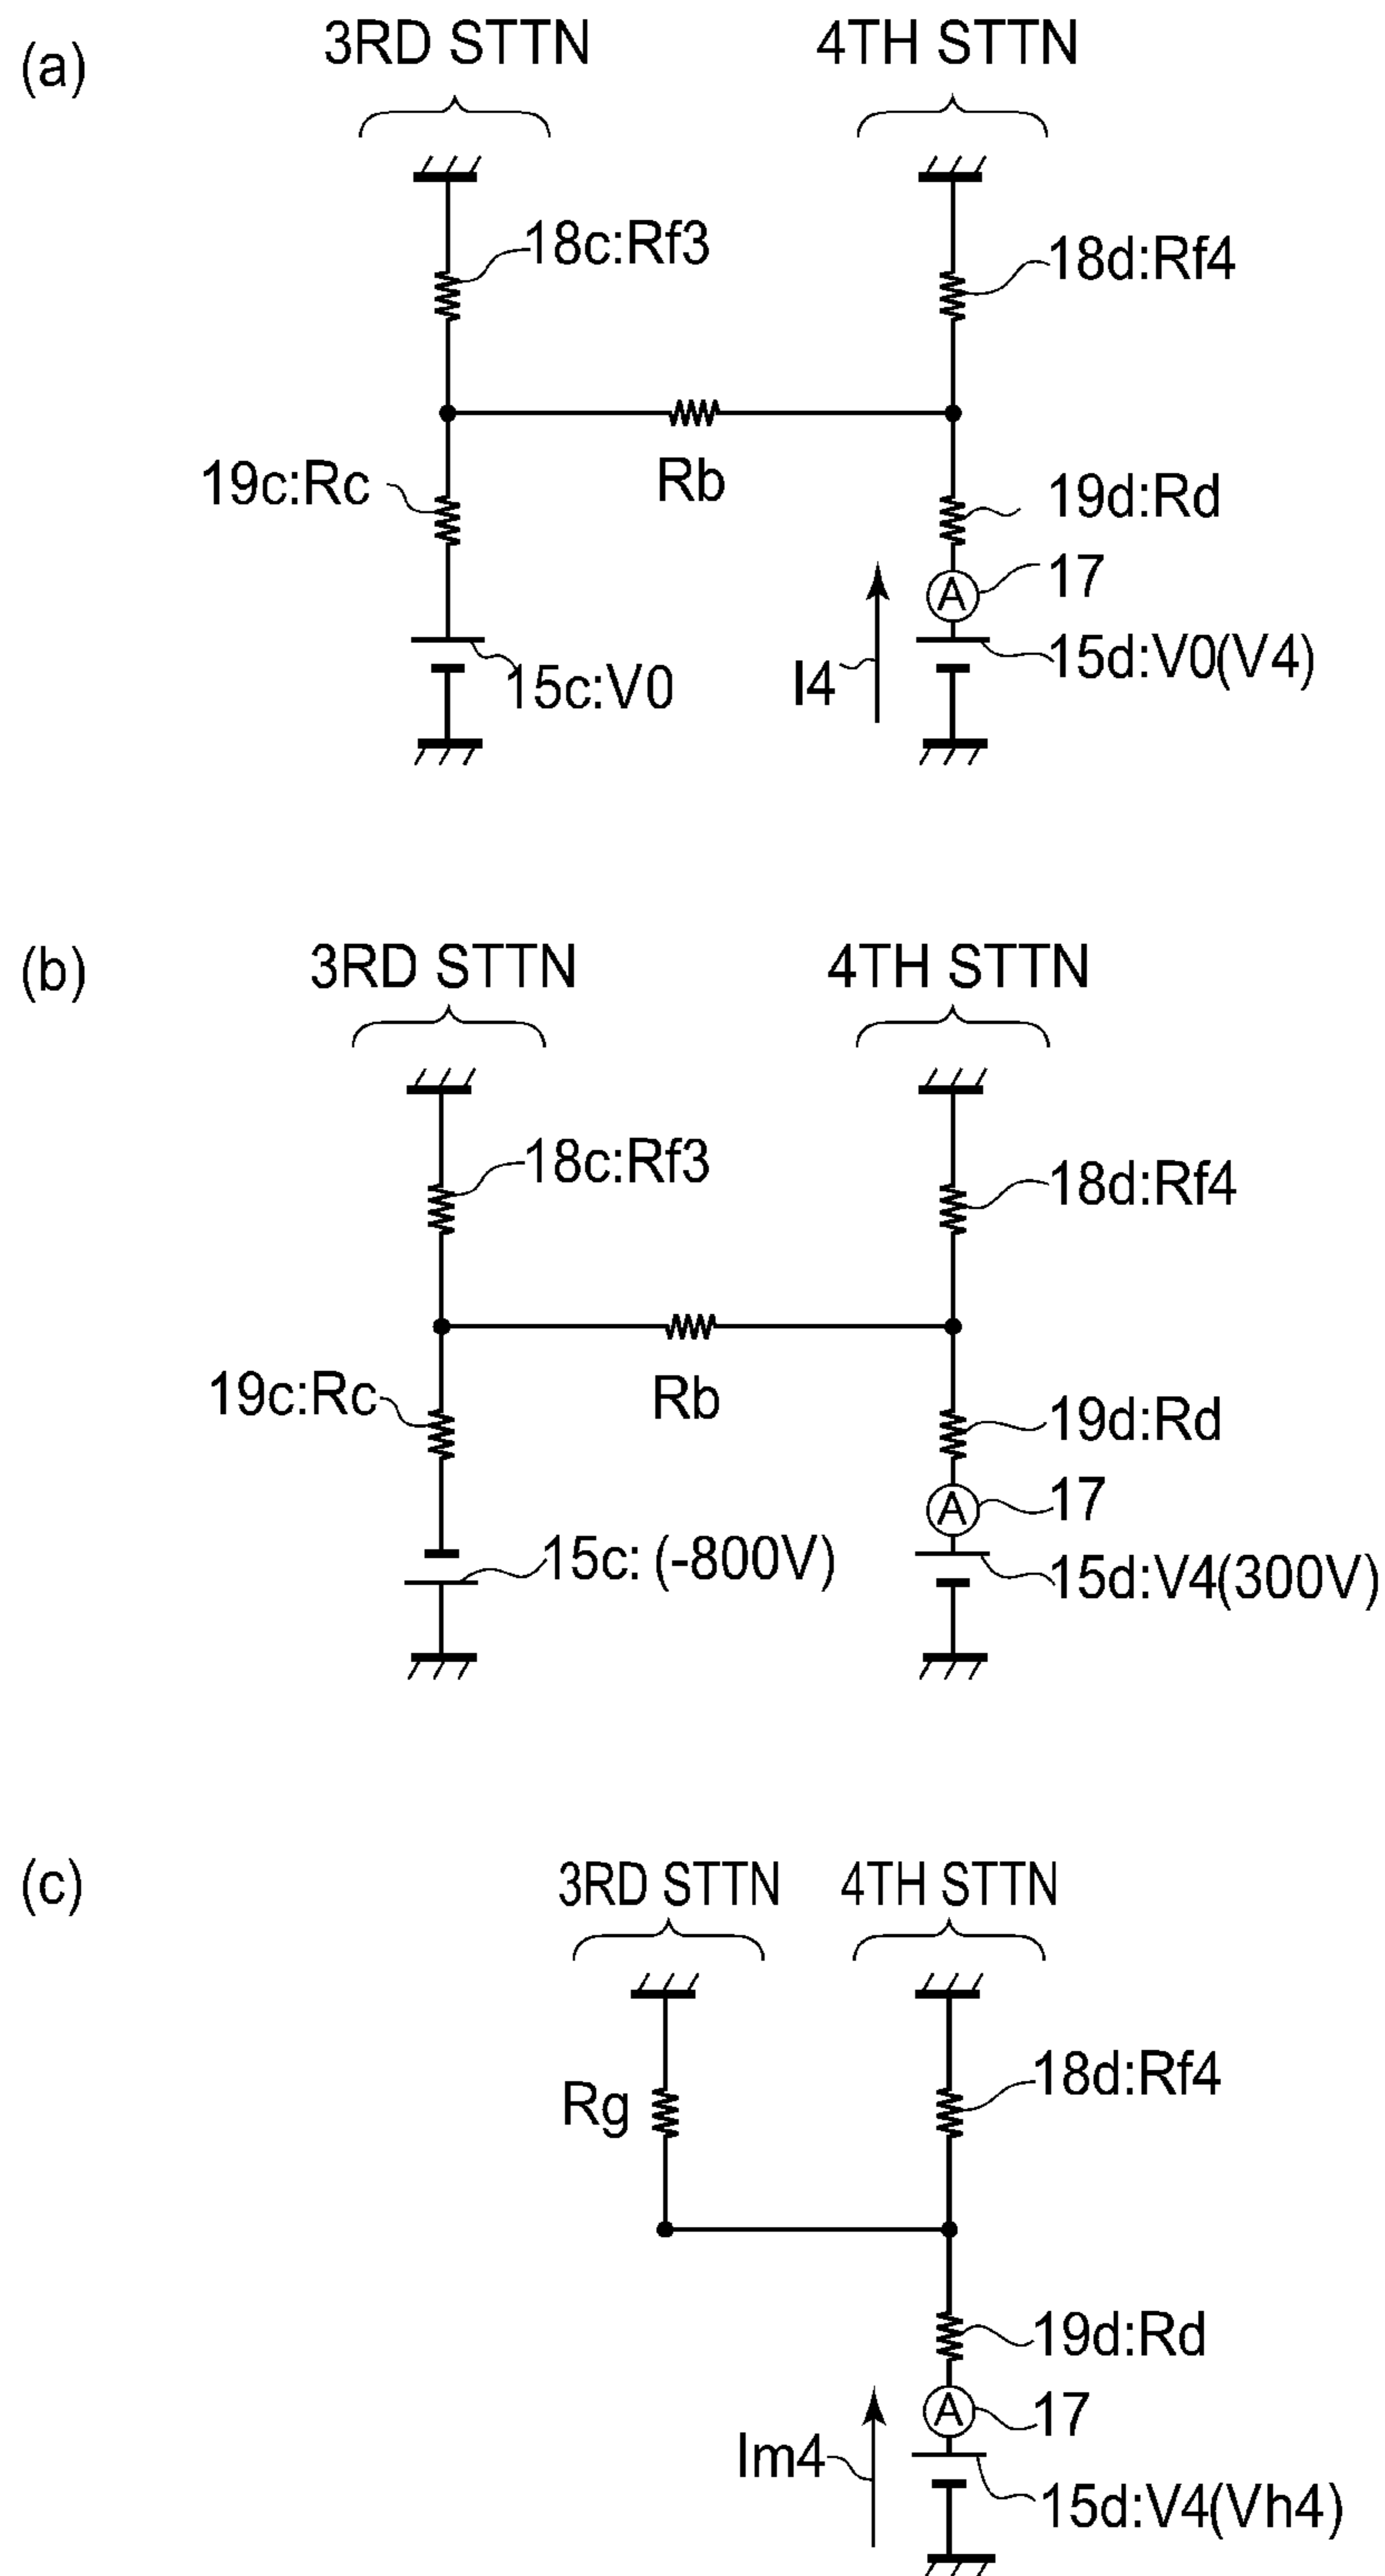 (a)
3RD STTN
4TH STTN
18c:Rf3
18d:Rf4
19c:Rc
Rb
19d:Rd
A
17
I4
15c:V0
15d:V0(V4)
(b)
3RD STTN
4TH STTN
18c:Rf3
18d:Rf4
19c:Rc
Rb
19d:Rd
A
17
15c: (-800V)
15d:V4(300V)
(c)
3RD STTN
4TH STTN
Rg
18d:Rf4
19d:Rd
A
17
Im4
15d:V4(Vh4)